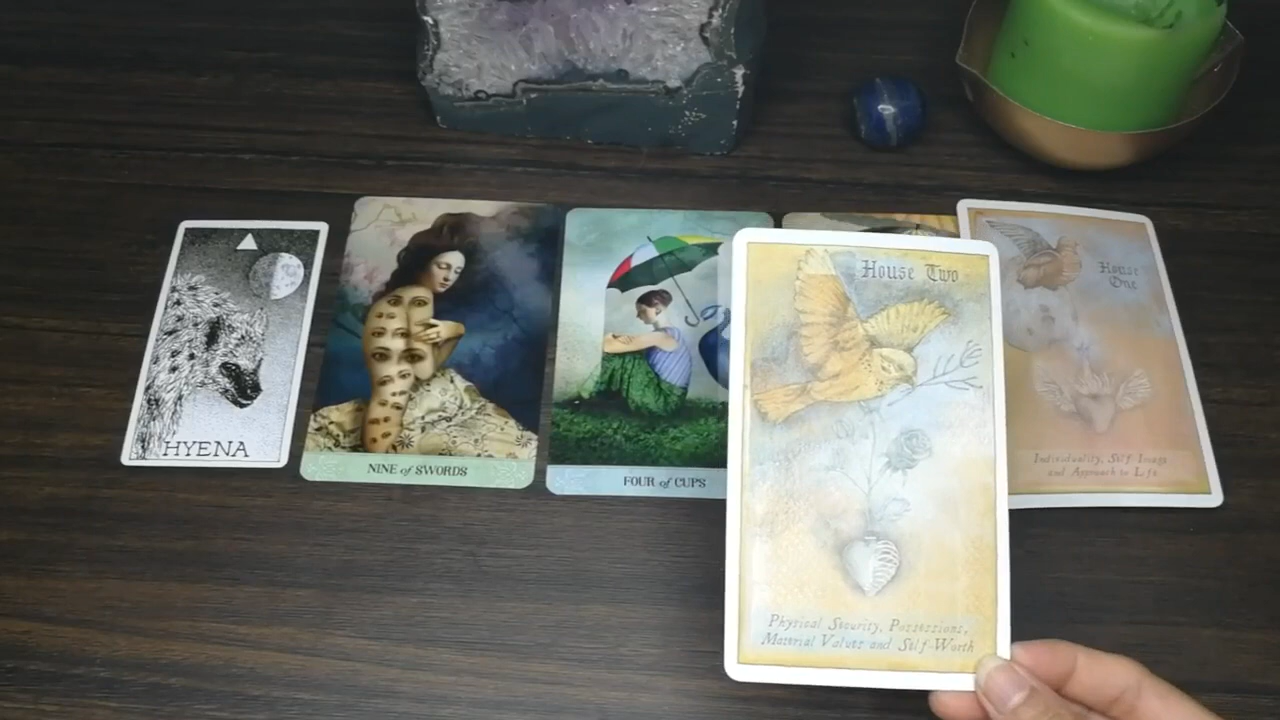 HYENA
NINE of SWORDS
FOUR of CUPS
House Two
Physical Security, Possessions,
Material Values and Self-Worth
House
One
Individuality, Self Image
and Approach to Life